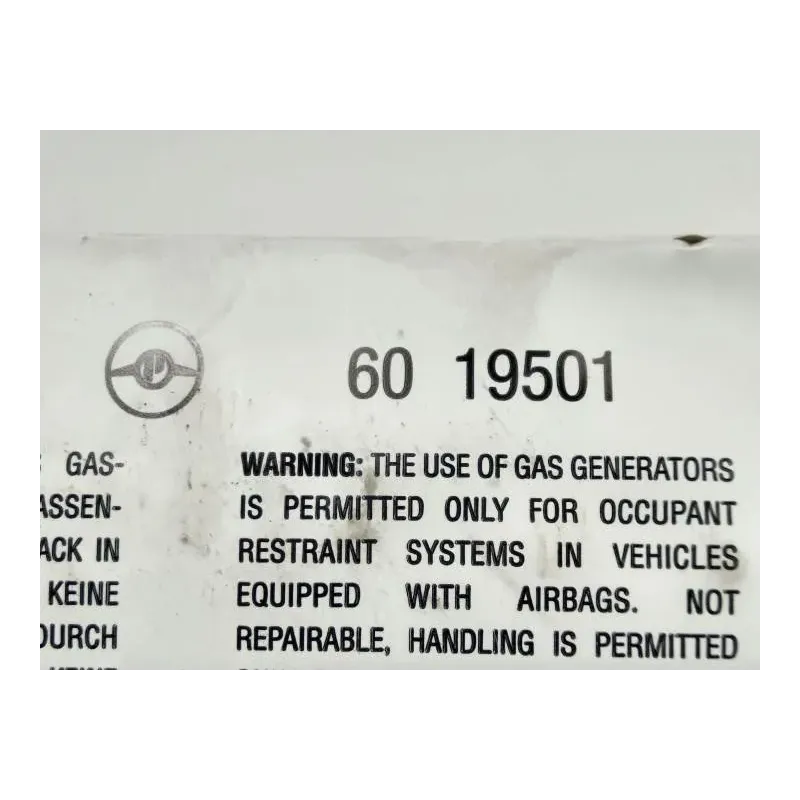 60 19501
GAS-
ASSEN-
ACK IN
KEINE
DURCH
WARNING: THE USE OF GAS GENERATORS
IS PERMITTED ONLY FOR OCCUPANT
RESTRAINT SYSTEMS IN VEHICLES
EQUIPPED WITH AIRBAGS. NOT
REPAIRABLE, HANDLING IS PERMITTED